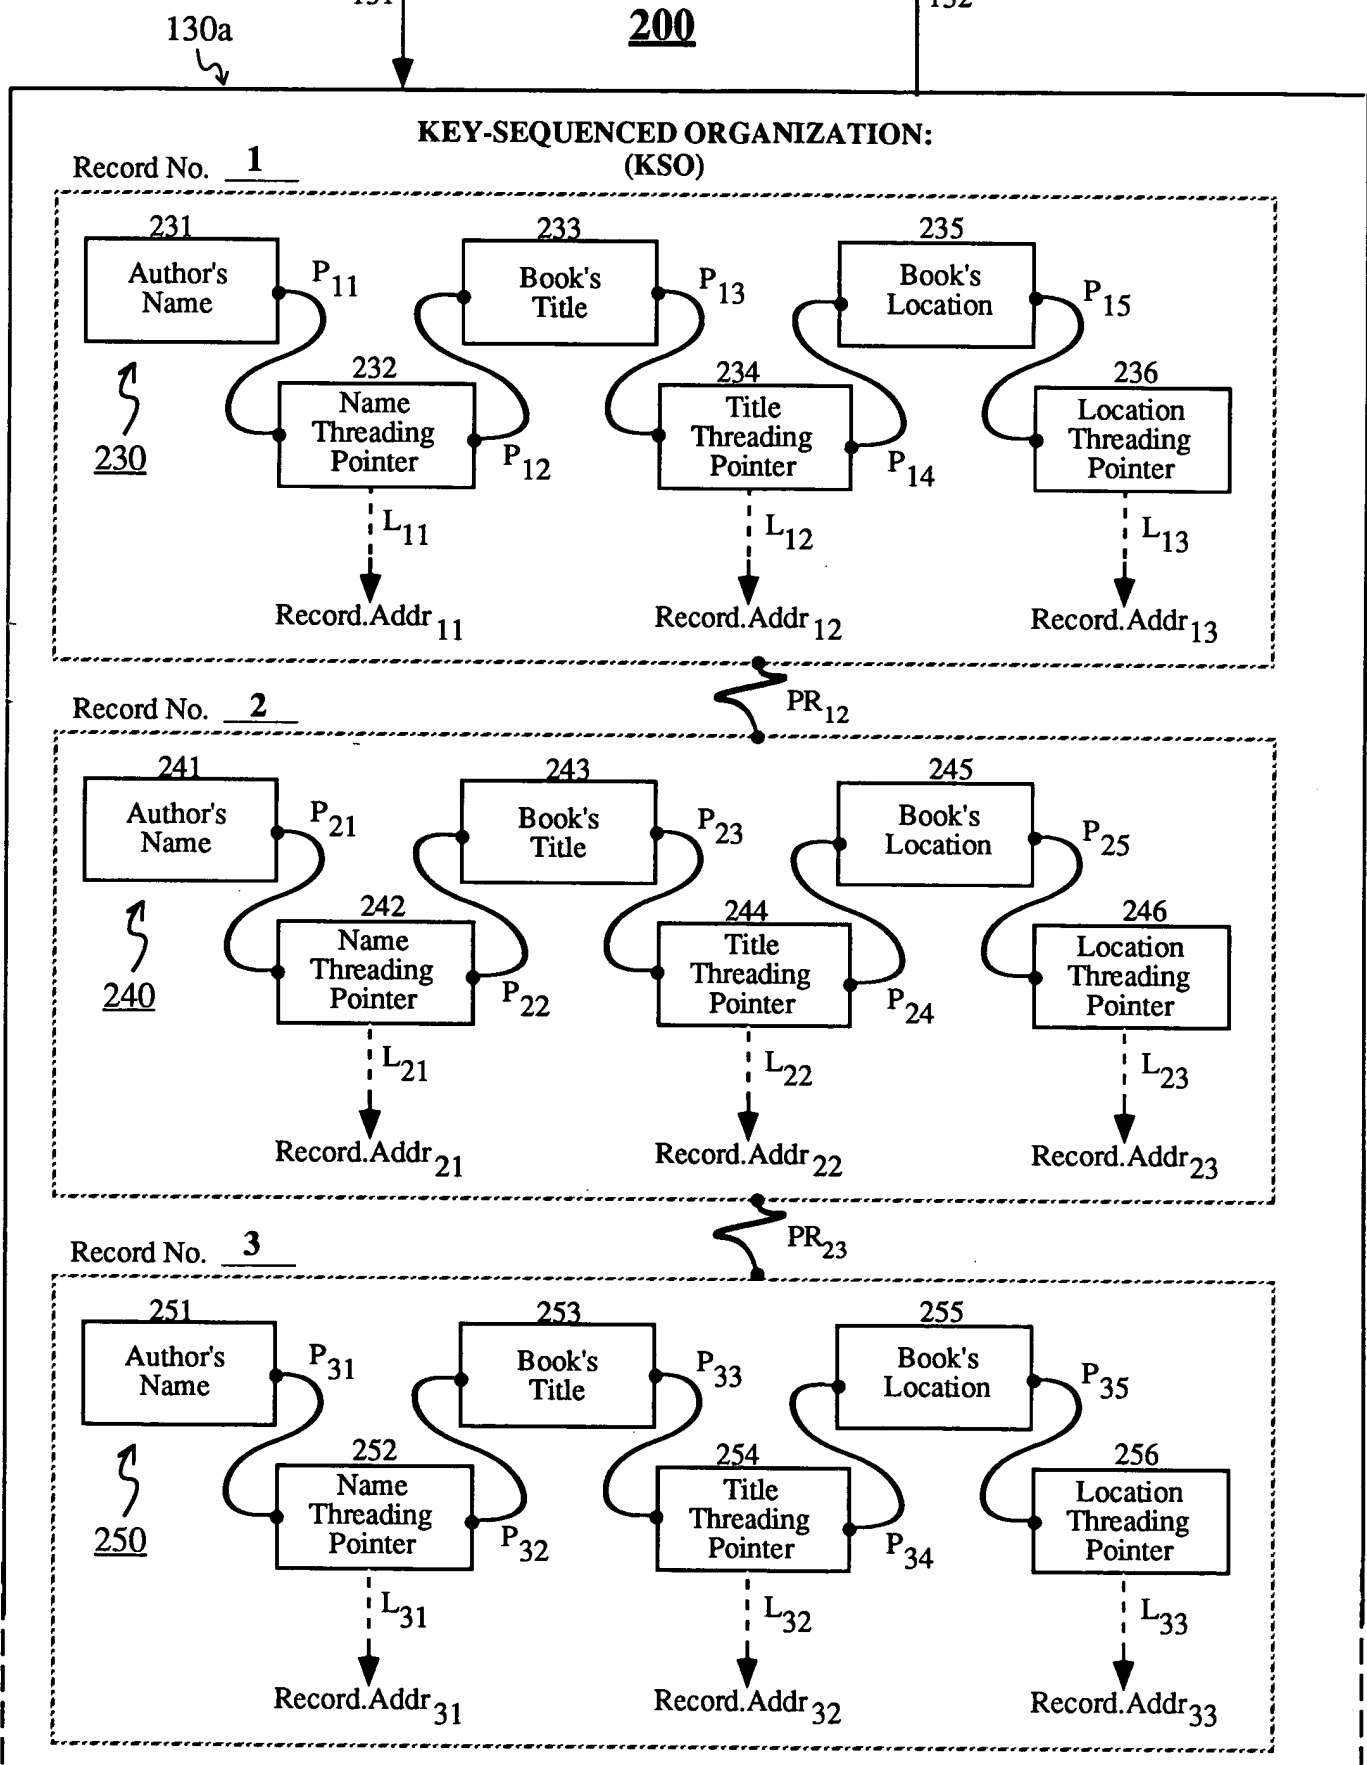 131
132
200
130a
KEY-SEQUENCED ORGANIZATION:
(KSO)
Record No. 1
231
233
235
Author's
Name
P11
Book's
Title
P13
Book's
Location
P15
230
232
Name
Threading
Pointer
P12
234
Title
Threading
Pointer
P14
236
Location
Threading
Pointer
L11
L12
L13
Record.Addr11
Record.Addr12
Record.Addr13
PR12
Record No. 2
241
243
245
Author's
Name
P21
Book's
Title
P23
Book's
Location
P25
240
242
Name
Threading
Pointer
P22
244
Title
Threading
Pointer
P24
246
Location
Threading
Pointer
L21
L22
L23
Record.Addr21
Record.Addr22
Record.Addr23
PR23
Record No. 3
251
253
255
Author's
Name
P31
Book's
Title
P33
Book's
Location
P35
250
252
Name
Threading
Pointer
P32
254
Title
Threading
Pointer
P34
256
Location
Threading
Pointer
L31
L32
L33
Record.Addr31
Record.Addr32
Record.Addr33